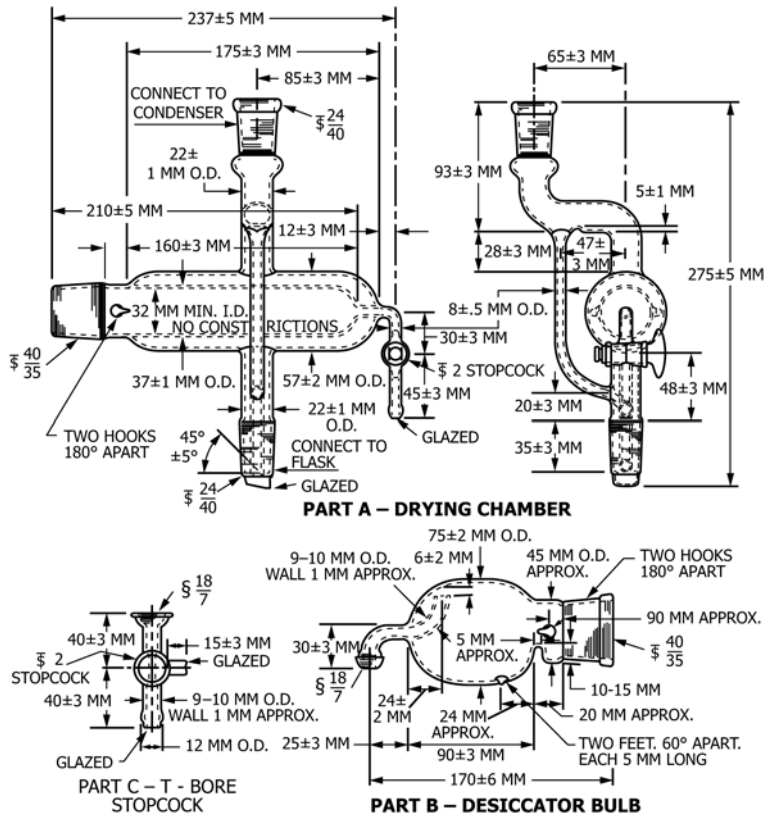 237±5 MM
175±3 MM
85±3 MM
CONNECT TO
CONDENSER
$ 24/40
22±
1 MM O.D.
210±5 MM
12±3 MM
160±3 MM
32 MM MIN. I.D.
NO CONSTRICTIONS
30±3 MM
$ 40/35
37±1 MM O.D.
57±2 MM O.D.
$ 2 STOPCOCK
45±3 MM
22±1 MM
O.D.
GLAZED
TWO HOOKS
180° APART
45°
±5°
CONNECT TO
FLASK
$ 24/40
GLAZED
65±3 MM
93±3 MM
5±1 MM
28±3 MM
47±
3 MM
275±5 MM
8±.5 MM O.D.
48±3 MM
20±3 MM
35±3 MM
PART A – DRYING CHAMBER
§ 18/7
40±3 MM
15±3 MM
$ 2
STOPCOCK
GLAZED
40±3 MM
9–10 MM O.D.
WALL 1 MM APPROX.
12 MM O.D.
GLAZED
PART C – T - BORE
STOPCOCK
75±2 MM O.D.
9–10 MM O.D.
WALL 1 MM APPROX.
6±2 MM
45 MM O.D.
APPROX.
TWO HOOKS
180° APART
90 MM APPROX.
30±3 MM
5 MM
APPROX.
$ 40/35
§ 18/7
10-15 MM
24±
2 MM
24 MM
APPROX.
20 MM APPROX.
25±3 MM
90±3 MM
TWO FEET. 60° APART.
EACH 5 MM LONG
170±6 MM
PART B – DESICCATOR BULB